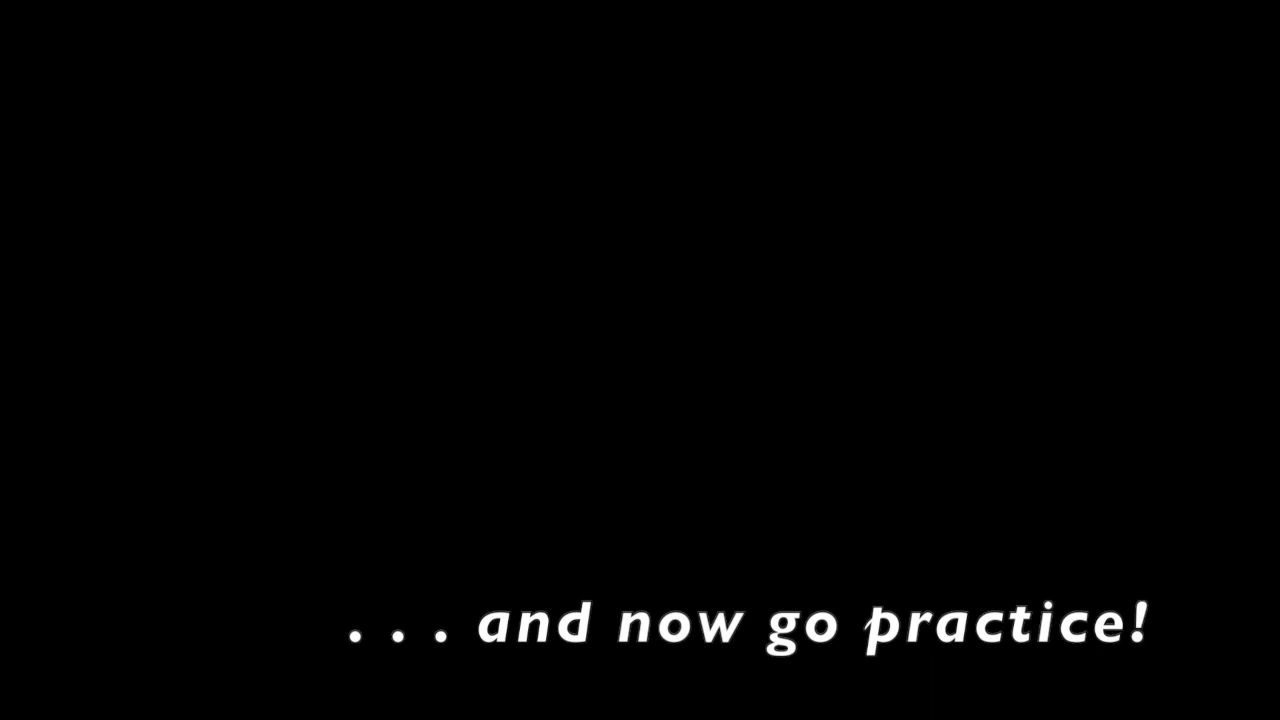 . . . and now go practice!